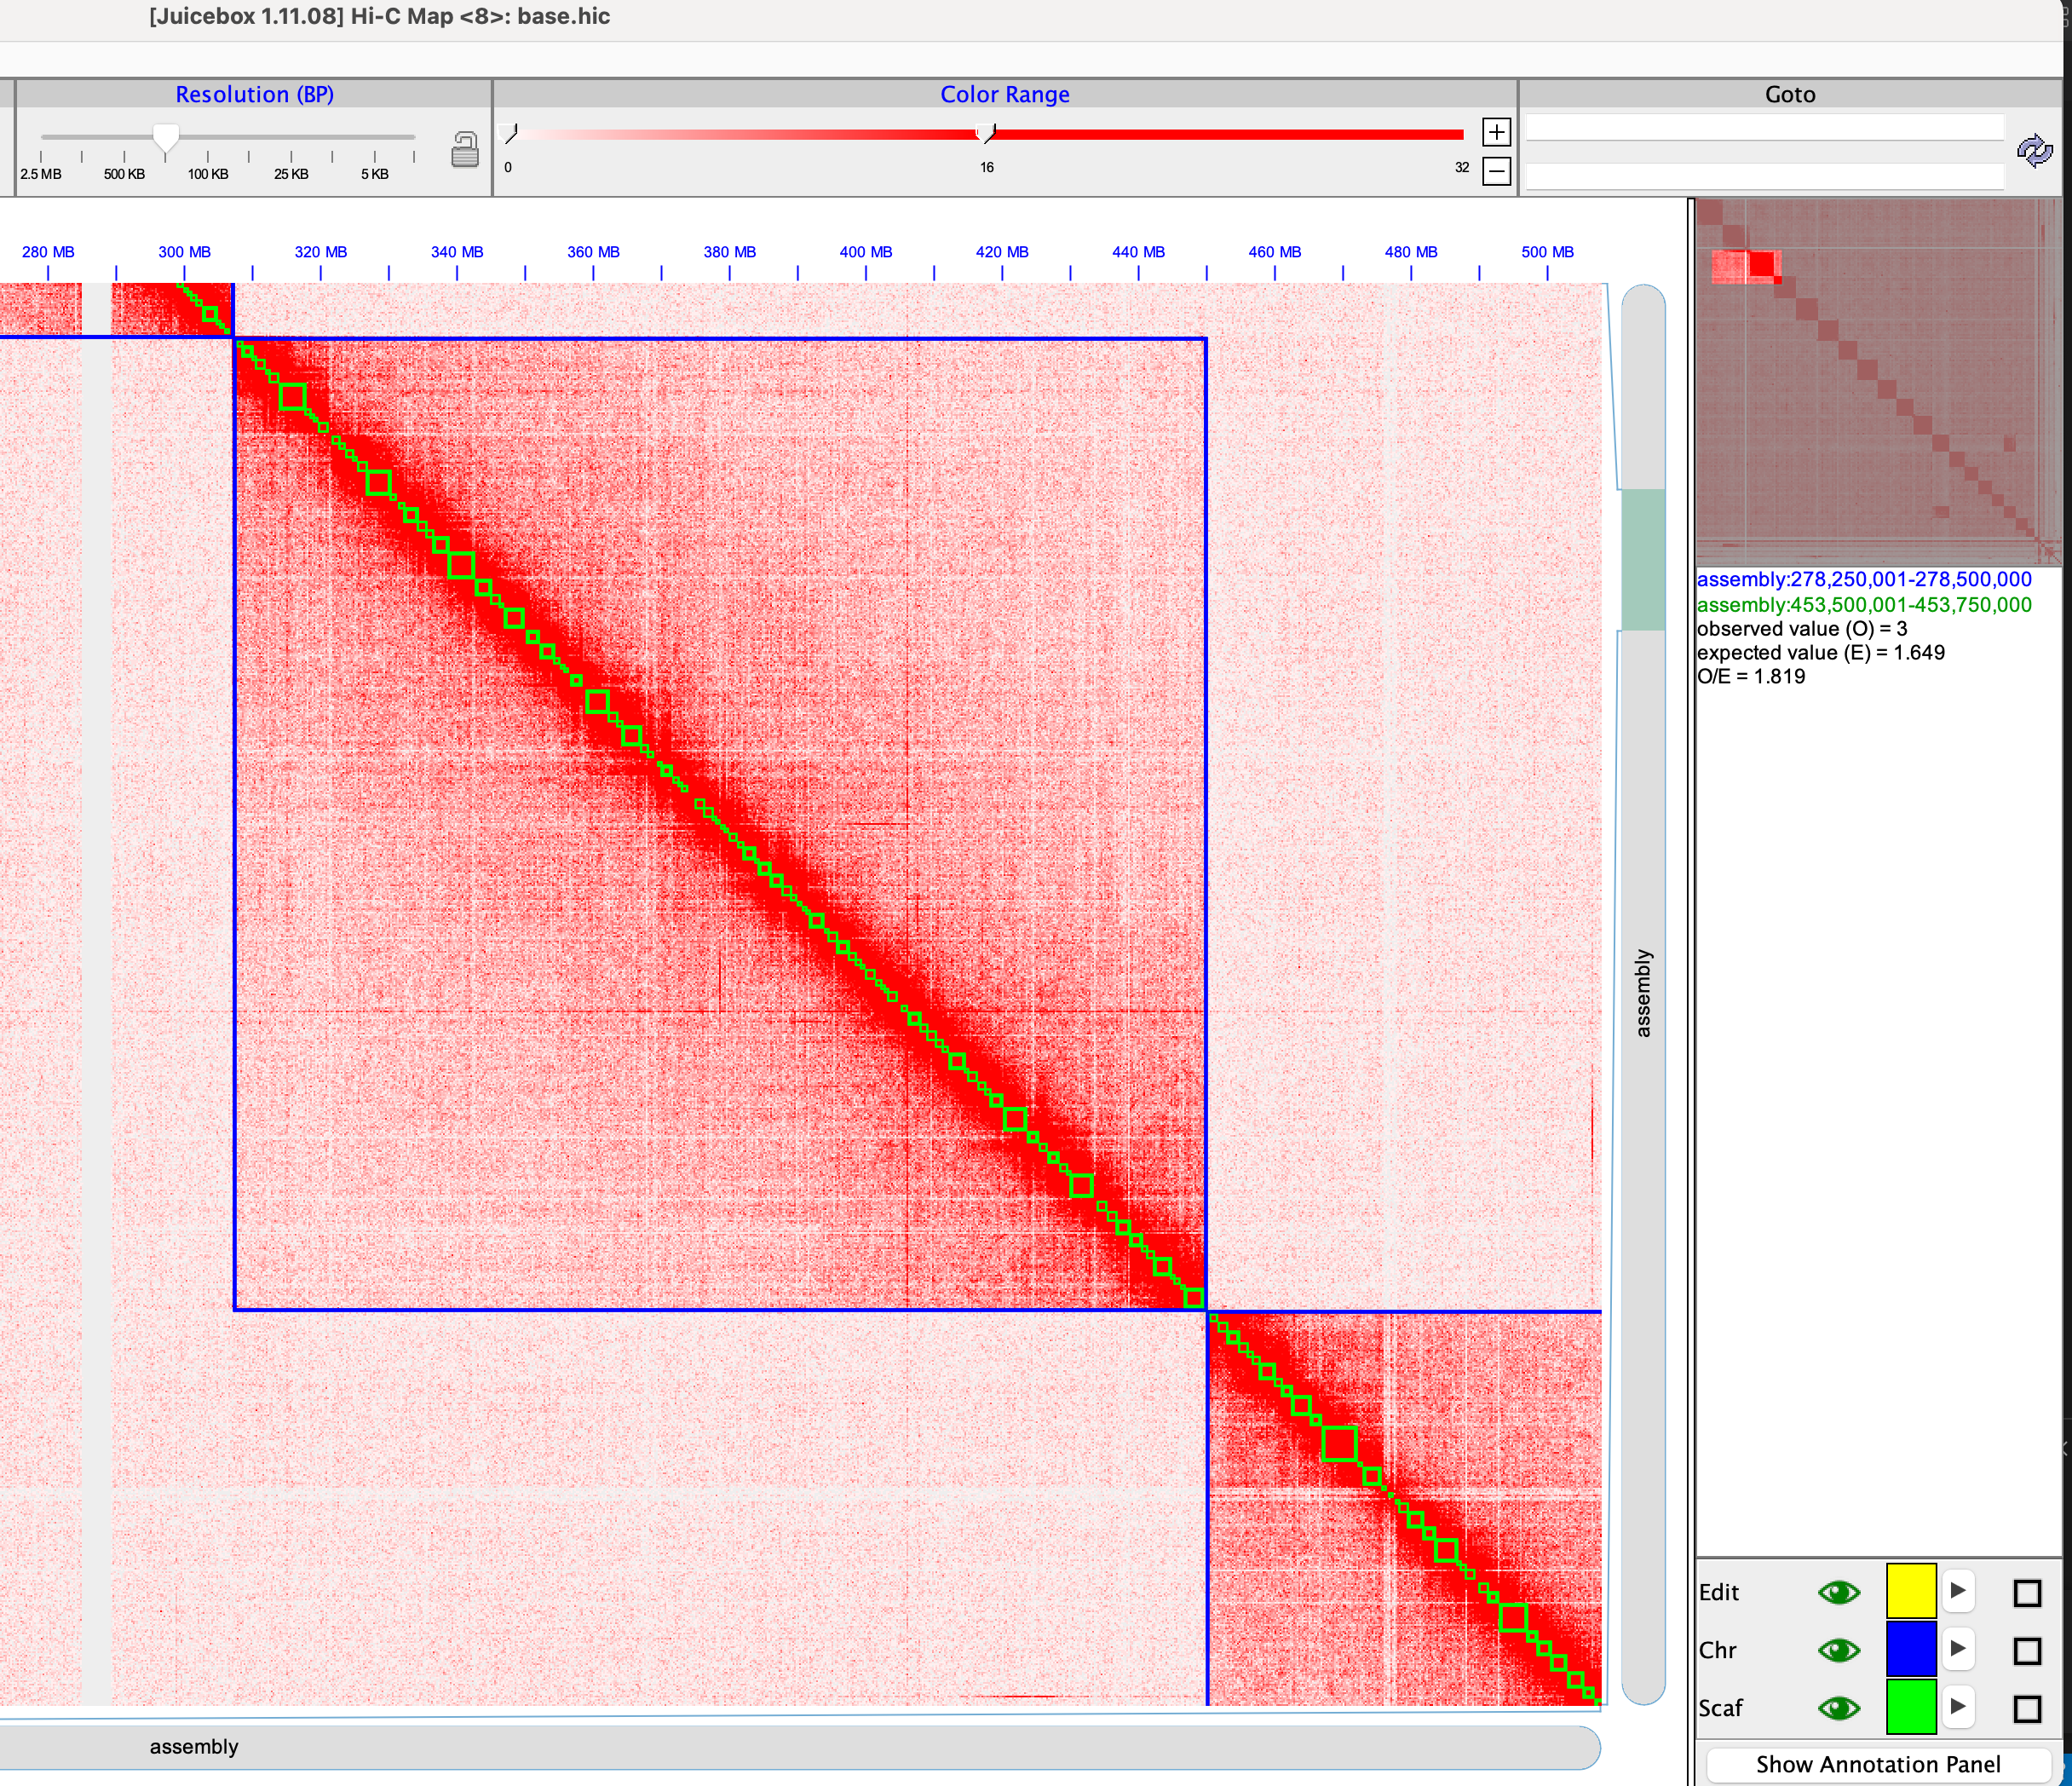 [Juicebox 1.11.08] Hi-C Map <8>: base.hic
Resolution (BP)
Color Range
Goto
2.5 MB 500 KB 100 KB 25 KB 5 KB
0 16 32
280 MB 300 MB 320 MB 340 MB 360 MB 380 MB 400 MB 420 MB 440 MB 460 MB 480 MB 500 MB
assembly:278,250,001-278,500,000
assembly:453,500,001-453,750,000
observed value (O) = 3
expected value (E) = 1.649
O/E = 1.819
assembly
Edit
Chr
Scaf
assembly
Show Annotation Panel